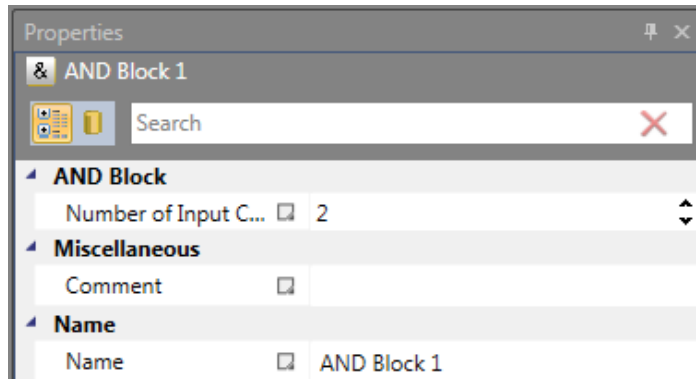 Properties
& AND Block 1
Search
AND Block
Number of Input C... 2
Miscellaneous
Comment
Name
Name AND Block 1